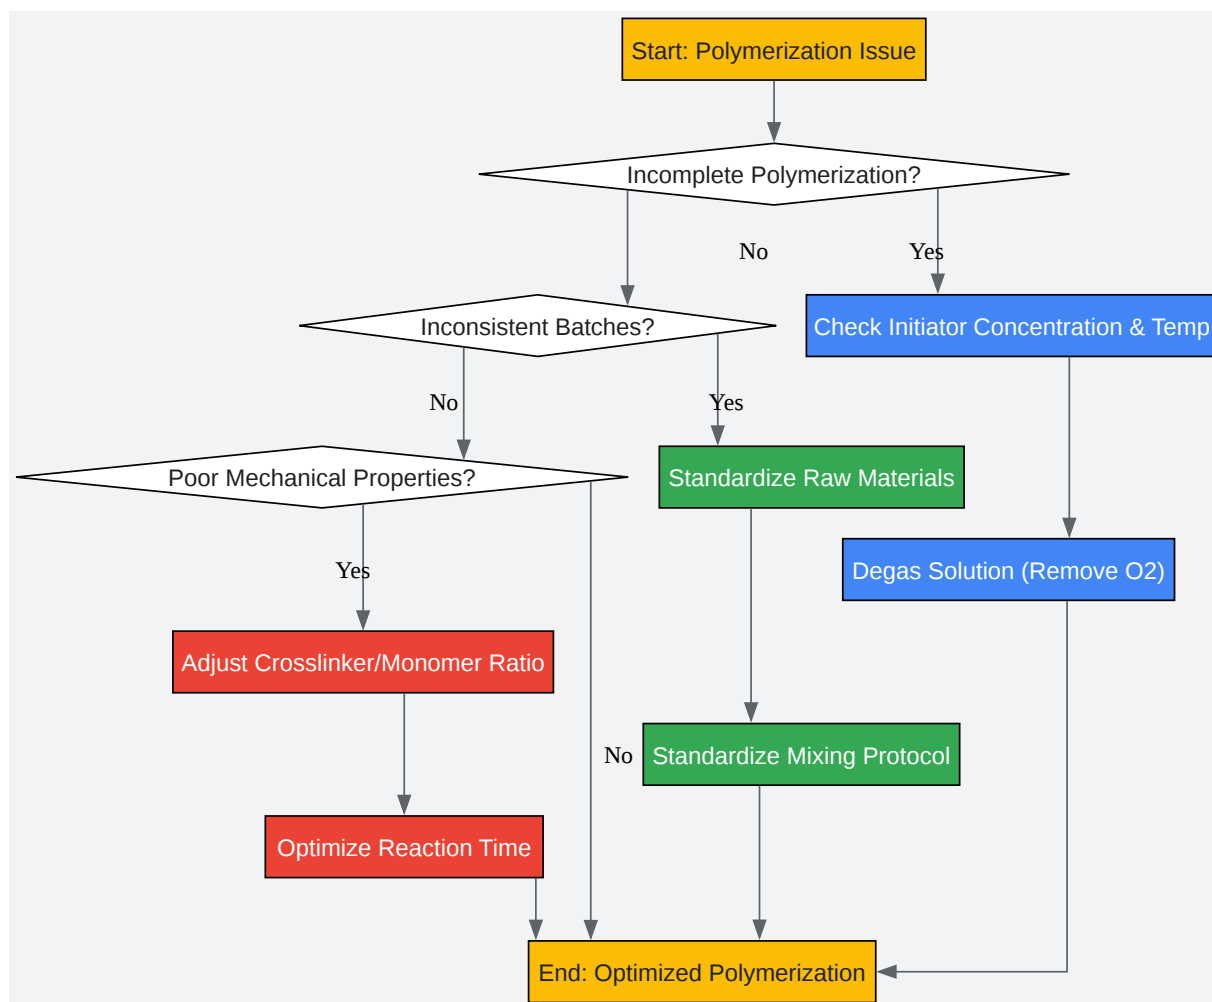 Start: Polymerization Issue
Incomplete Polymerization?
No
Yes
Inconsistent Batches?
Check Initiator Concentration & Temp
No
Yes
Poor Mechanical Properties?
Standardize Raw Materials
Yes
Degas Solution (Remove O2)
Adjust Crosslinker/Monomer Ratio
No
Standardize Mixing Protocol
Optimize Reaction Time
End: Optimized Polymerization